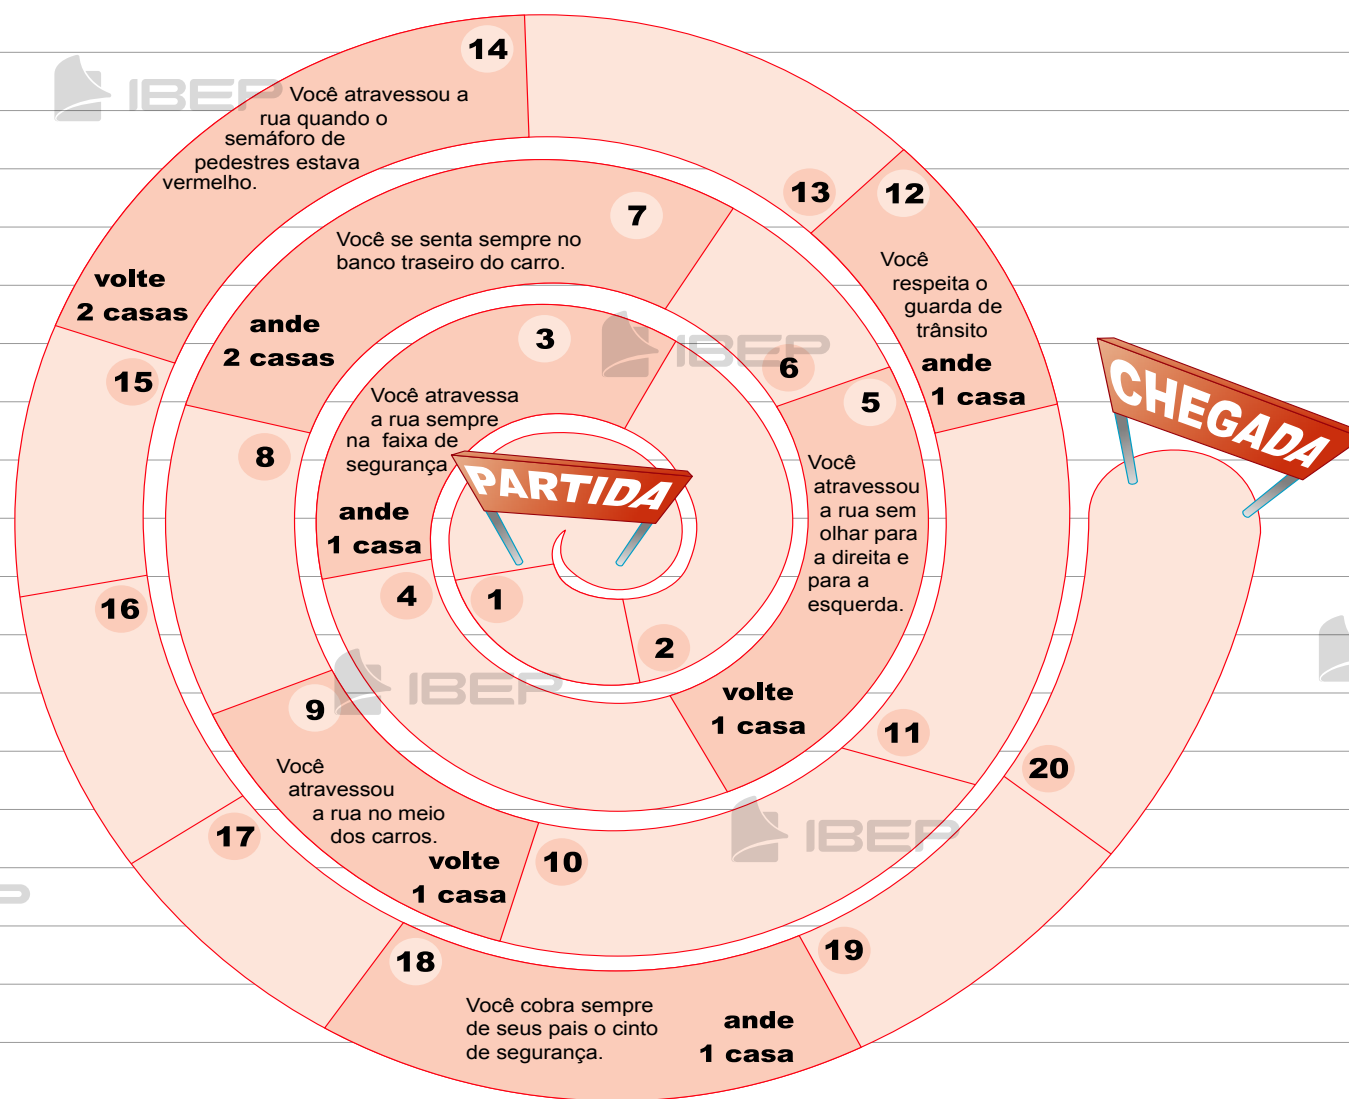 PARTIDA
1
2
3
Você atravessa
a rua sempre
na faixa de
segurança
ande
1 casa
4
5
Você
atravessou
a rua sem
olhar para
a direita e
para a
esquerda.
volte
1 casa
6
7
Você se senta sempre no
banco traseiro do carro.
ande
2 casas
8
9
Você
atravessou
a rua no meio
dos carros.
volte
1 casa
10
11
12
Você
respeita o
guarda de
trânsito
ande
1 casa
13
14
Você atravessou a
rua quando o
semáforo de
pedestres estava
vermelho.
volte
2 casas
15
16
17
18
Você cobra sempre
de seus pais o cinto
de segurança.
ande
1 casa
19
20
CHEGADA
IBEP
IBEP
IBEP
IBEP